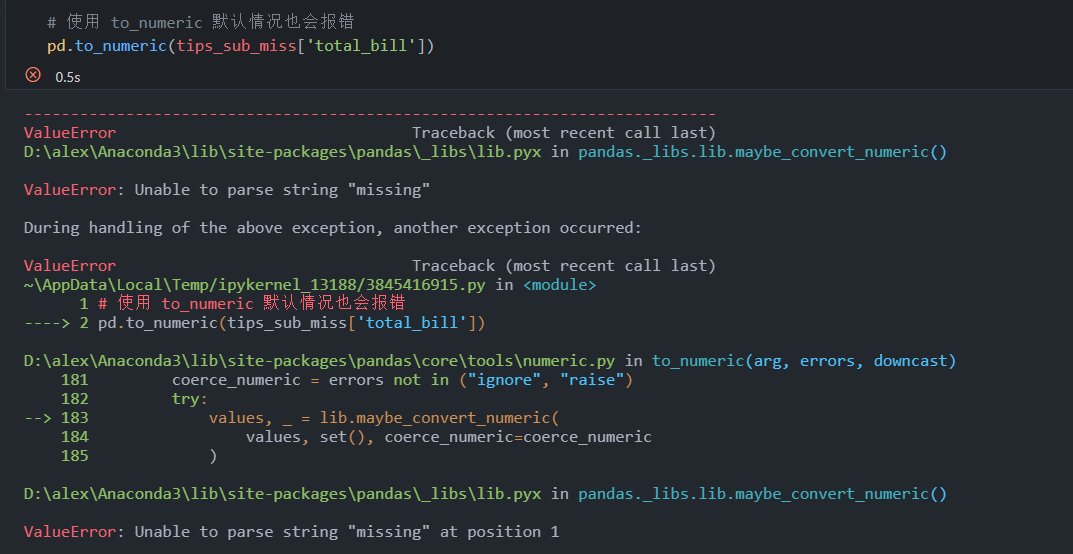 # 使用 to_numeric 默认情况也会报错
pd.to_numeric(tips_sub_miss['total_bill'])
0.5s
---------------------------------------------------------------------------
ValueError                                Traceback (most recent call last)
D:\alex\Anaconda3\lib\site-packages\pandas\_libs\lib.pyx in pandas._libs.lib.maybe_convert_numeric()
ValueError: Unable to parse string "missing"
During handling of the above exception, another exception occurred:
ValueError                                Traceback (most recent call last)
~\AppData\Local\Temp/ipykernel_13188/3845416915.py in <module>
      1 # 使用 to_numeric 默认情况也会报错
----> 2 pd.to_numeric(tips_sub_miss['total_bill'])
D:\alex\Anaconda3\lib\site-packages\pandas\core\tools\numeric.py in to_numeric(arg, errors, downcast)
    181         coerce_numeric = errors not in ("ignore", "raise")
    182         try:
--> 183             values, _ = lib.maybe_convert_numeric(
    184                 values, set(), coerce_numeric=coerce_numeric
    185             )
D:\alex\Anaconda3\lib\site-packages\pandas\_libs\lib.pyx in pandas._libs.lib.maybe_convert_numeric()
ValueError: Unable to parse string "missing" at position 1